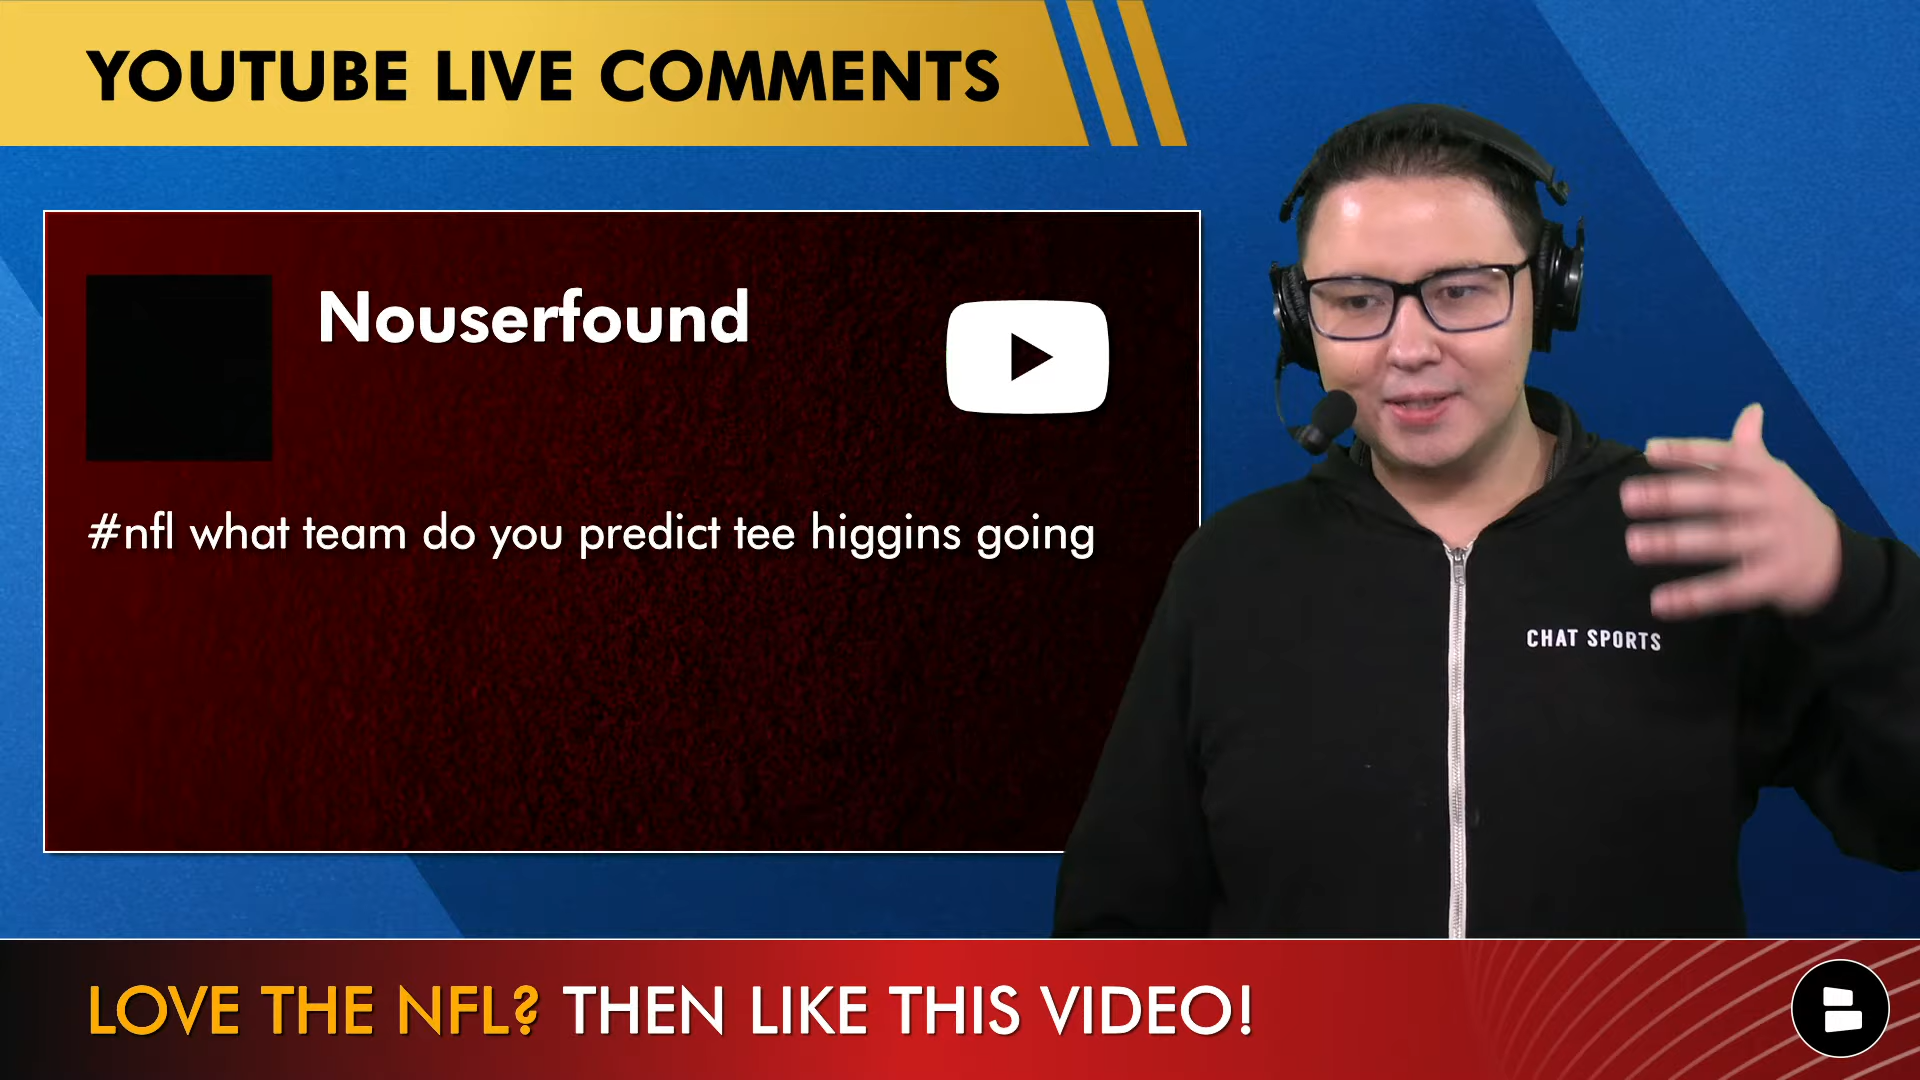 YOUTUBE LIVE COMMENTS
Nouserfound
#nfl what team do you predict tee higgins going
CHAT SPORTS
LOVE THE NFL? THEN LIKE THIS VIDEO!